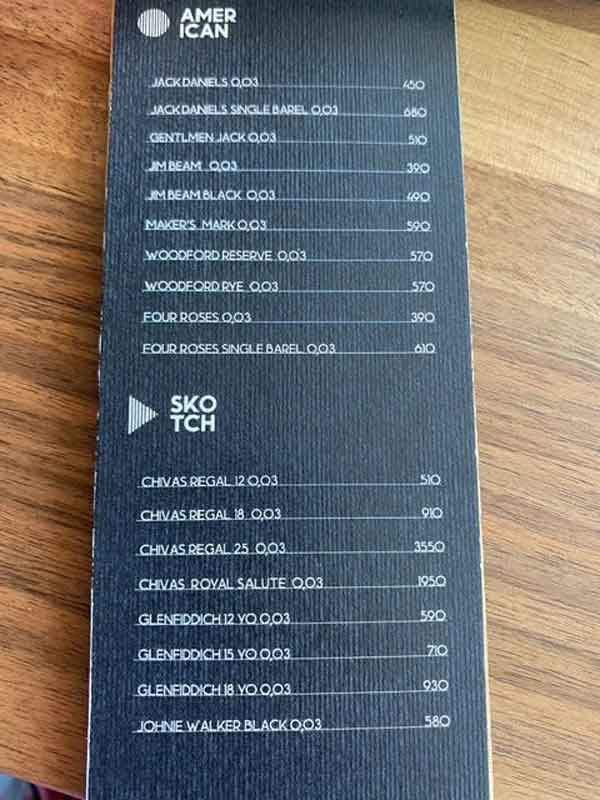 AMER
ICAN
JACK DANIELS 0,03 450
JACK DANIELS SINGLE BAREL 0,03 680
GENTLMEN JACK 0,03 510
JIM BEAM 0,03 390
JIM BEAM BLACK 0,03 490
MAKER'S MARK 0,03 590
WOODFORD RESERVE 0,03 570
WOODFORD RYE 0,03 570
FOUR ROSES 0,03 390
FOUR ROSES SINGLE BAREL 0,03 610
SKO
TCH
CHIVAS REGAL 12 0,03 510
CHIVAS REGAL 18 0,03 910
CHIVAS REGAL 25 0,03 3550
CHIVAS ROYAL SALUTE 0,03 1950
GLENFIDDICH 12 YO 0,03 590
GLENFIDDICH 15 YO 0,03 710
GLENFIDDICH 18 YO 0,03 930
JOHNIE WALKER BLACK 0,03 580